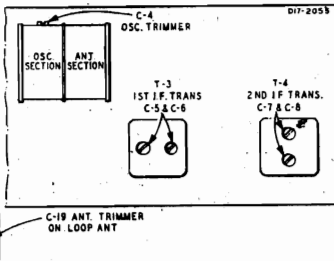 D17-2053
C-4
OSC. TRIMMER
OSC. SECTION
ANT SECTION
T-3
1ST I.F. TRANS
C-5 & C-6
T-4
2ND I.F TRANS.
C-7 & C-8
C-19 ANT. TRIMMER
ON LOOP ANT